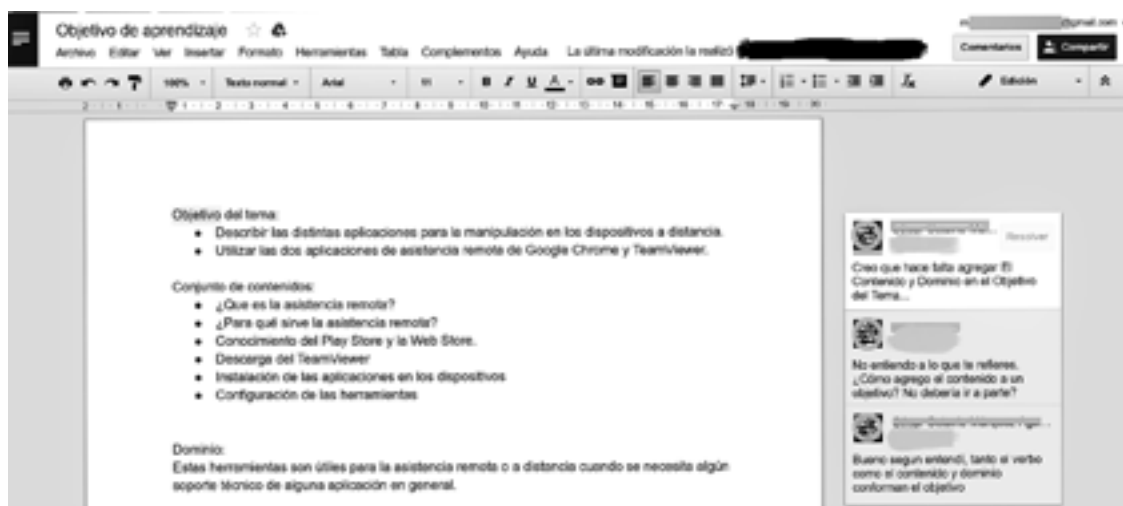 Objetivo de aprendizaje
@gmail.com
Archivo Editar Ver Insertar Formato Herramientas Tabla Complementos Ayuda La última modificación la realizó
Comentarios Compartir
100% Texto normal Arial 11 B I U A Edición
Objetivo del tema:
● Describir las distintas aplicaciones para la manipulación en los dispositivos a distancia.
● Utilizar las dos aplicaciones de asistencia remota de Google Chrome y TeamViewer.
Conjunto de contenidos:
● ¿Que es la asistencia remota?
● ¿Para qué sirve la asistencia remota?
● Conocimiento del Play Store y la Web Store.
● Descarga del TeamViewer
● Instalación de las aplicaciones en los dispositivos
● Configuración de las herramientas
Dominio:
Estas herramientas son útiles para la asistencia remota o a distancia cuando se necesita algún
soporte técnico de alguna aplicación en general.
Resolver
Creo que hace falta agregar El
Contenido y Dominio en el Objetivo
del Tema...
No entiendo a lo que te refieres.
¿Cómo agrego el contenido a un
objetivo? No debería ir a parte?
Bueno segun entendí, tanto el verbo
como el contenido y dominio
conforman el objetivo